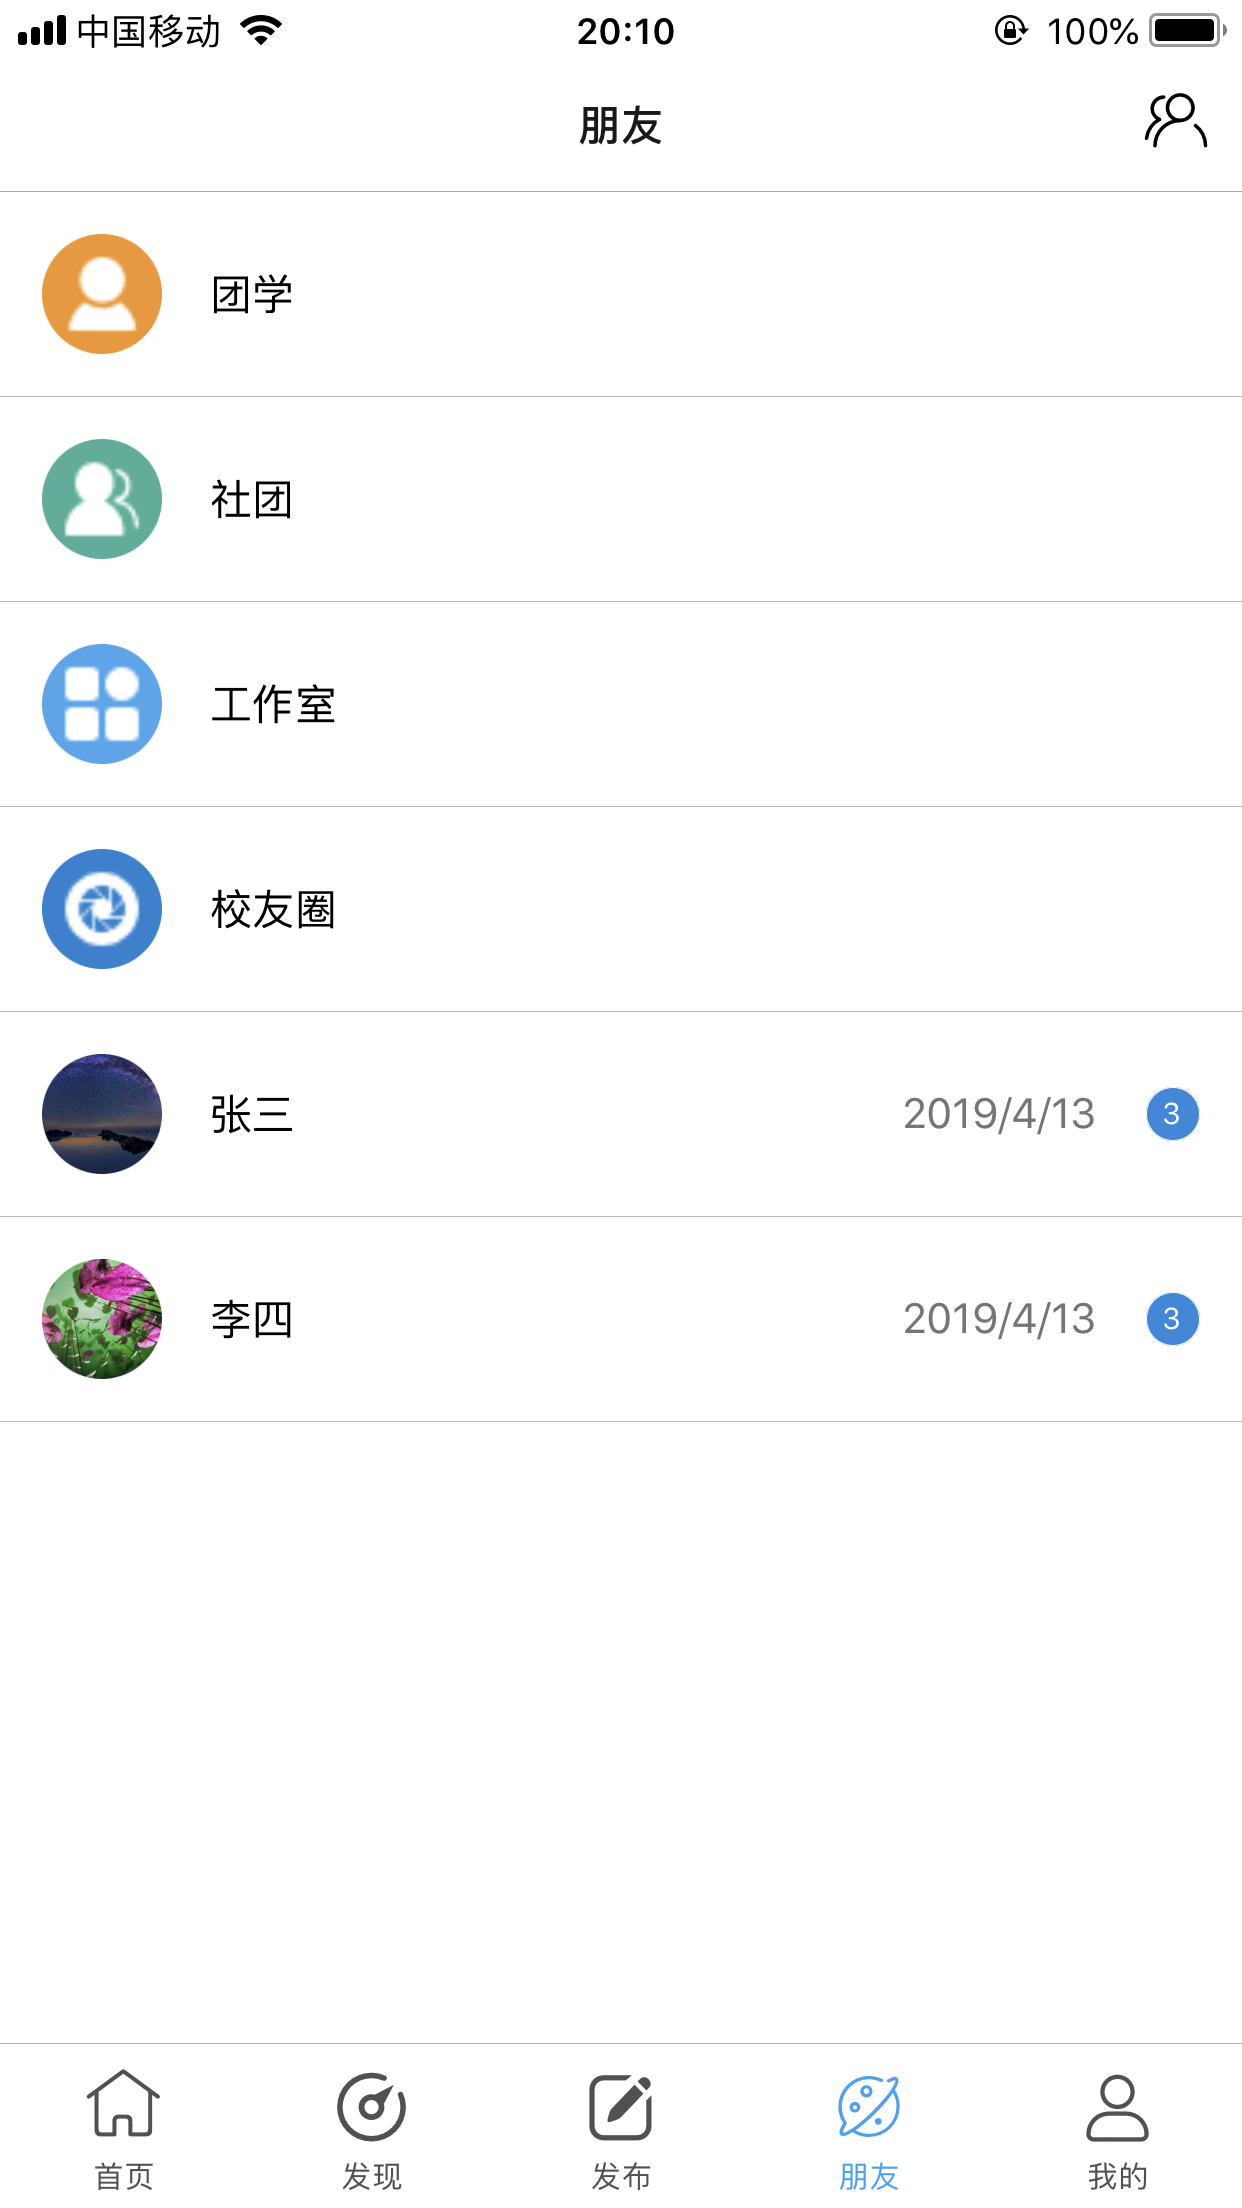 中国移动 20:10 100%
朋友
团学
社团
工作室
校友圈
张三 2019/4/13 3
李四 2019/4/13 3
首页 发现 发布 朋友 我的